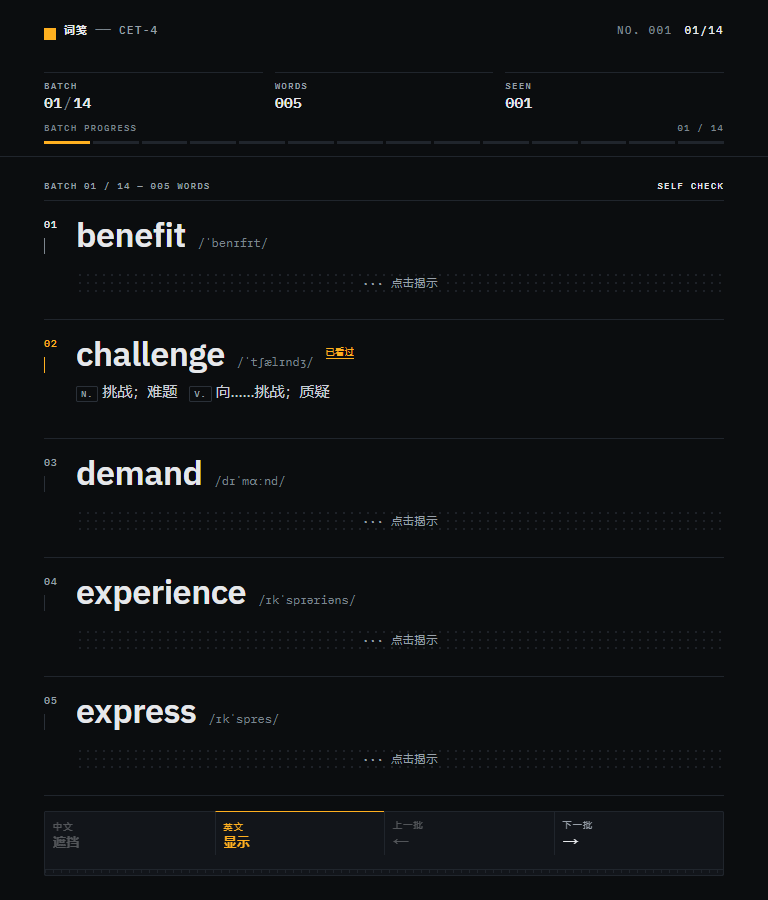 词笺 — CET-4 NO. 001 01/14
BATCH WORDS SEEN
01/14 005 001
BATCH PROGRESS 01 / 14
BATCH 01 / 14 — 005 WORDS SELF CHECK
01 benefit /ˈbenɪfɪt/
··· 点击揭示
02 challenge /ˈtʃælɪndʒ/ 已看过
N. 挑战；难题 V. 向……挑战；质疑
03 demand /dɪˈmɑːnd/
··· 点击揭示
04 experience /ɪkˈspɪəriəns/
··· 点击揭示
05 express /ɪkˈspres/
··· 点击揭示
中文 英文 上一批 下一批
遮挡 显示 ← →